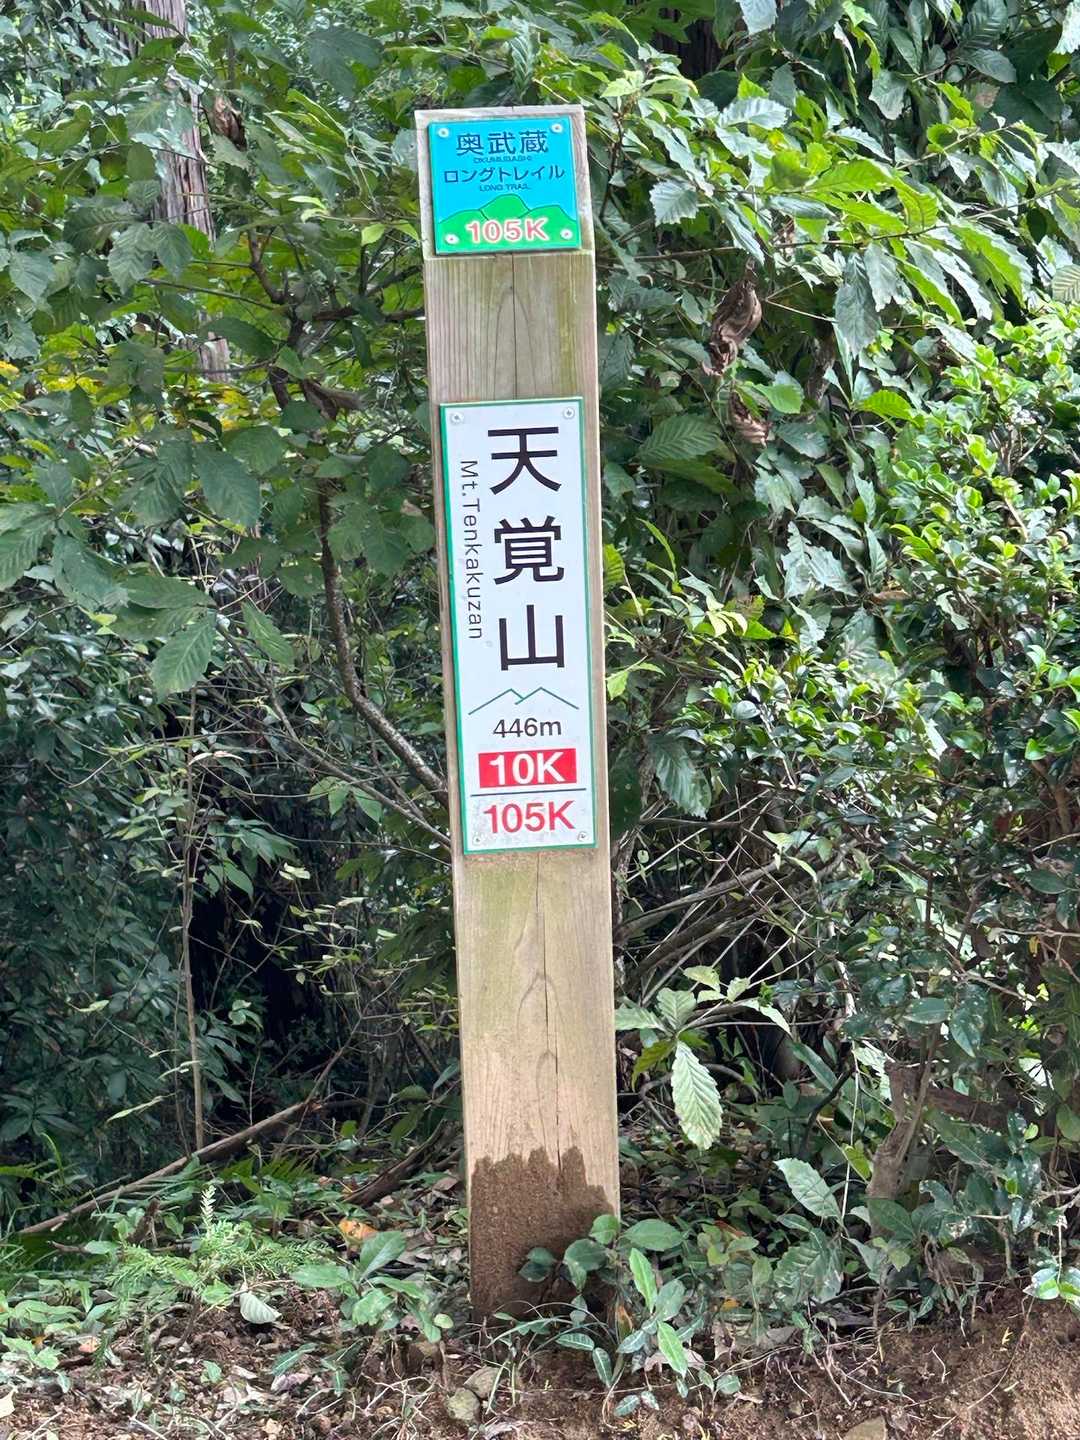 奥武蔵
OKUMUSASHI
ロングトレイル
LONG TRAIL
105K
天覚山
Mt.Tenkakuzan
446m
10K
105K